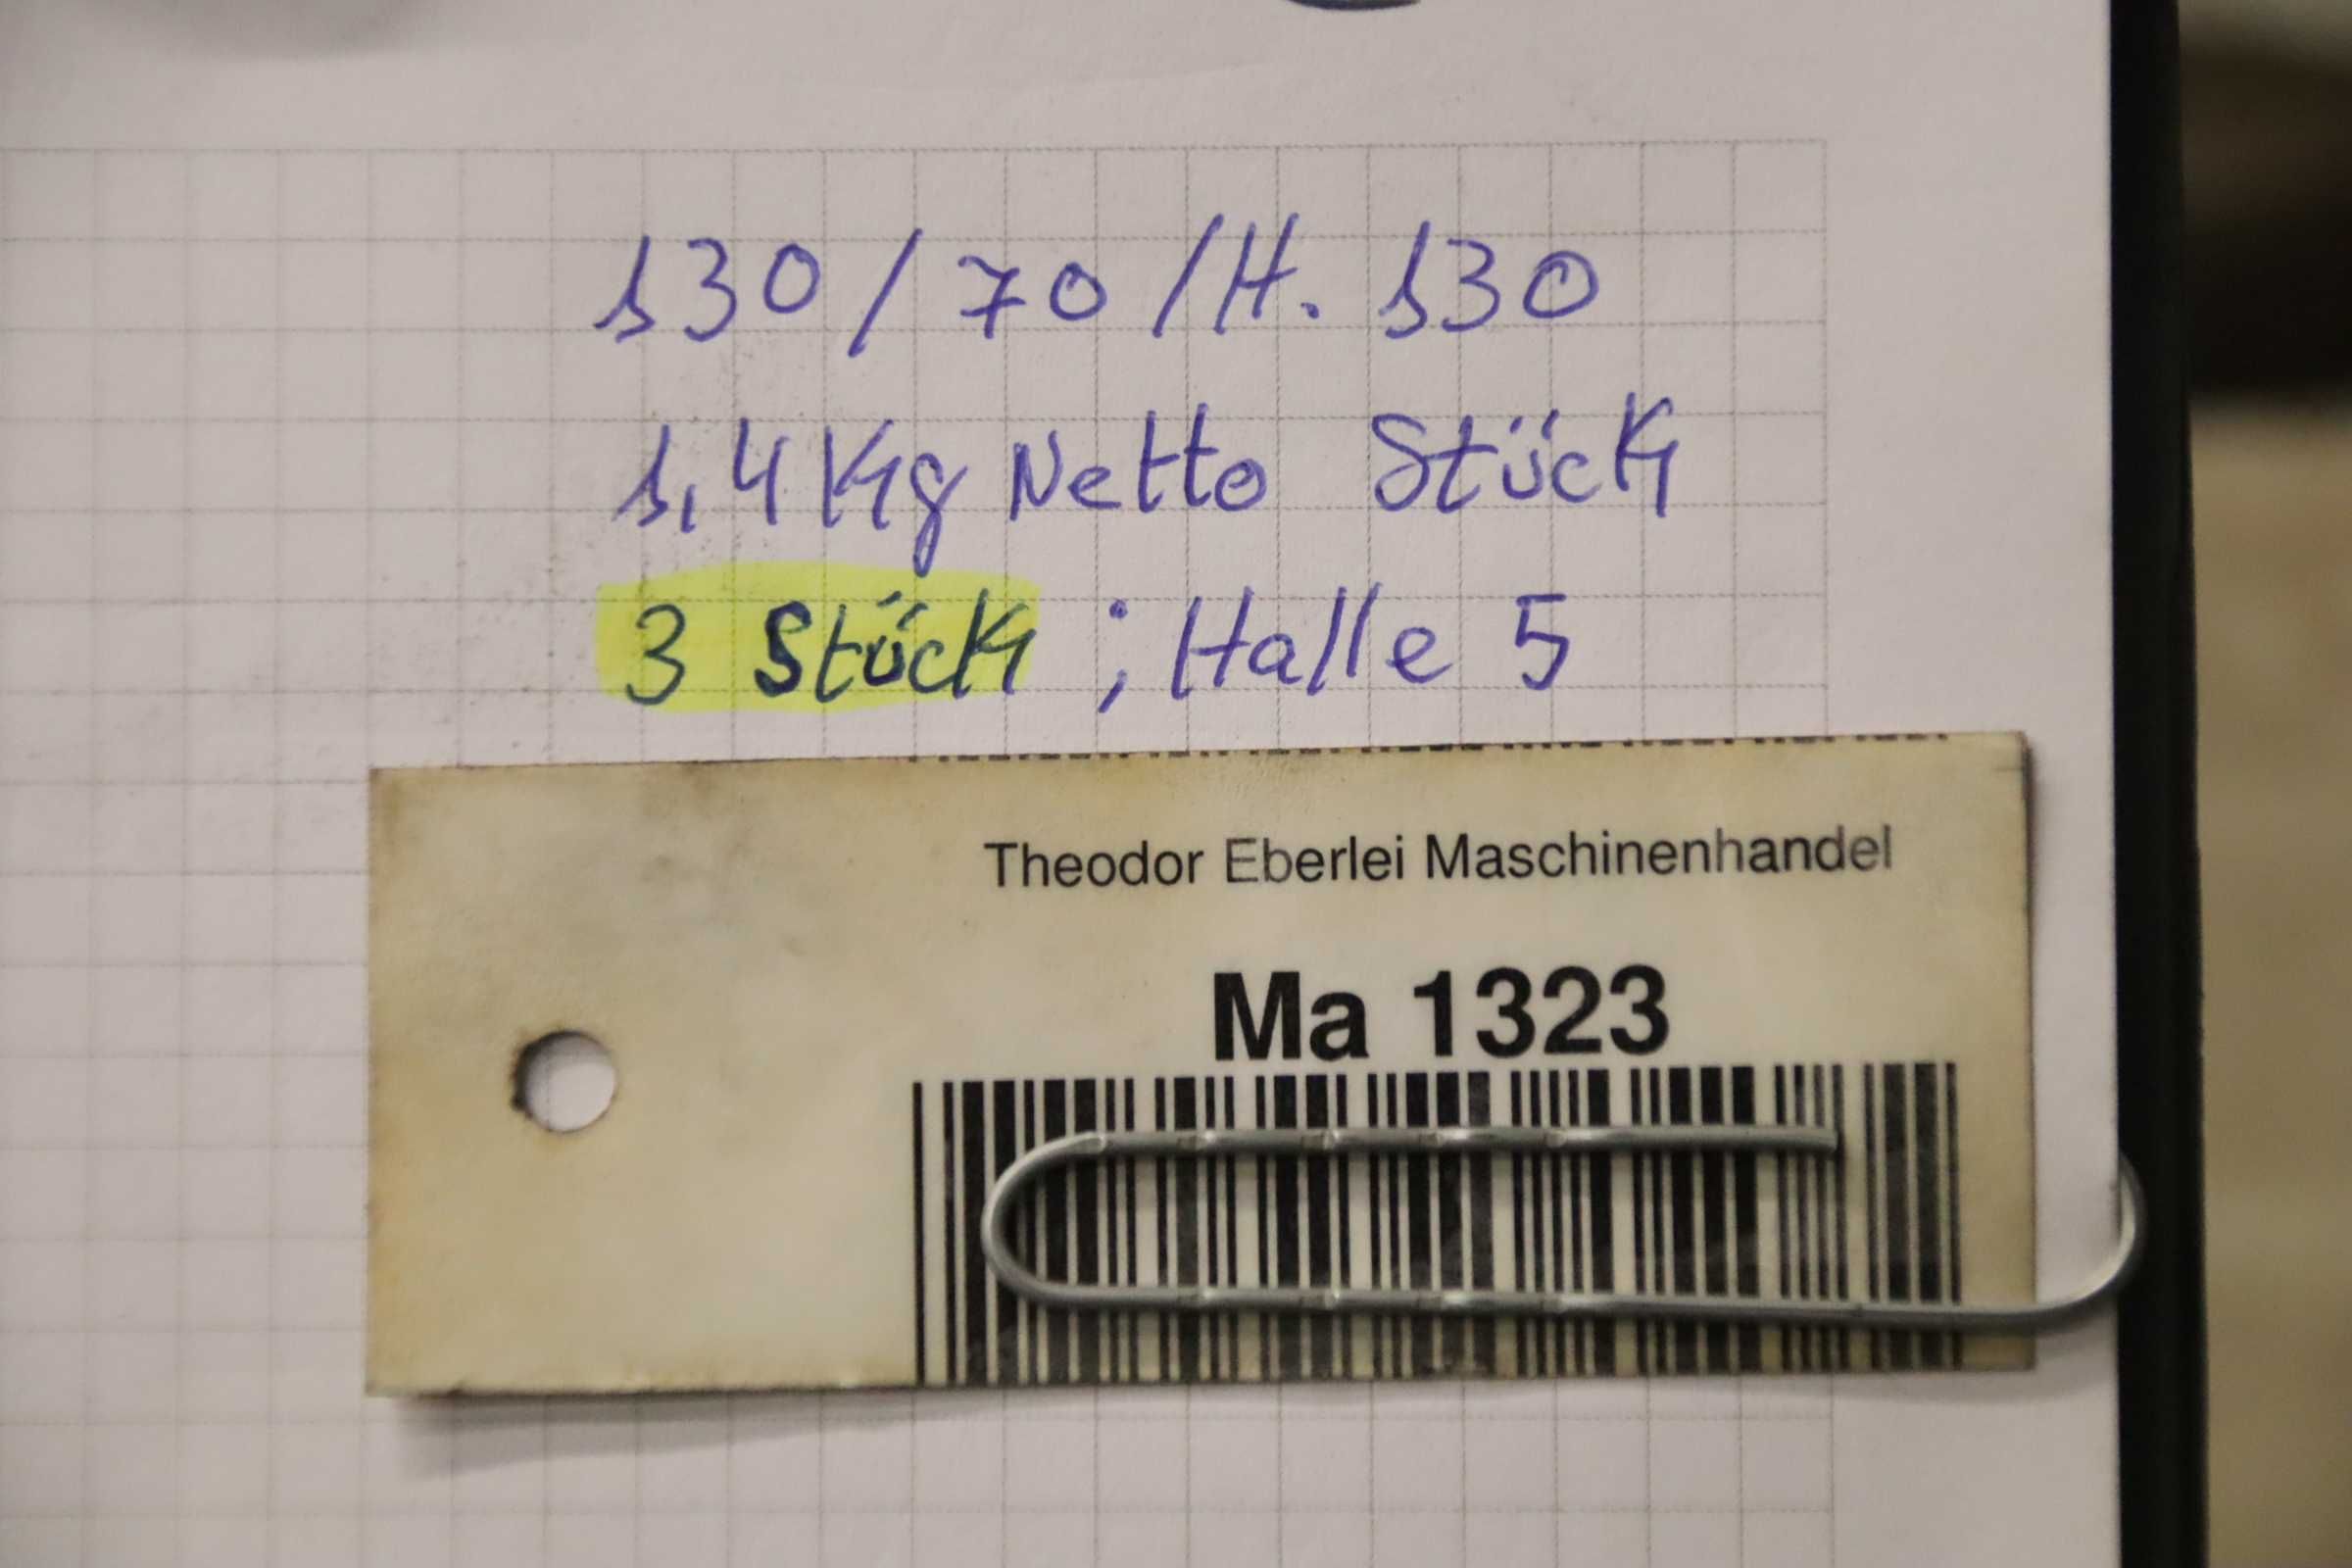 130/70/H. 130
1,4 Kg Netto Stück
3 Stück ; Halle 5
Theodor Eberlei Maschinenhandel
Ma 1323